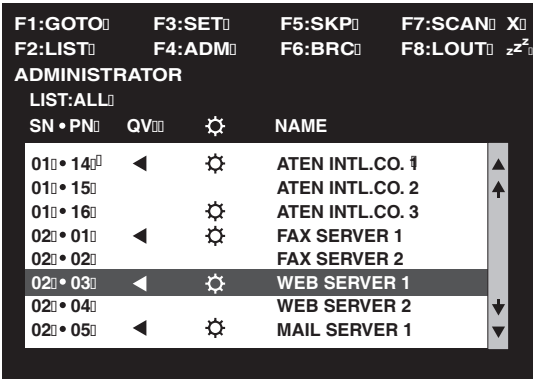 F1:GOTO F3:SET F5:SKP F7:SCAN X
F2:LIST F4:ADM F6:BRC F8:LOUT zzz
ADMINISTRATOR
LIST:ALL
SN • PN QV NAME
01 • 14 ATEN INTL.CO. 1
01 • 15 ATEN INTL.CO. 2
01 • 16 ATEN INTL.CO. 3
02 • 01 FAX SERVER 1
02 • 02 FAX SERVER 2
02 • 03 WEB SERVER 1
02 • 04 WEB SERVER 2
02 • 05 MAIL SERVER 1